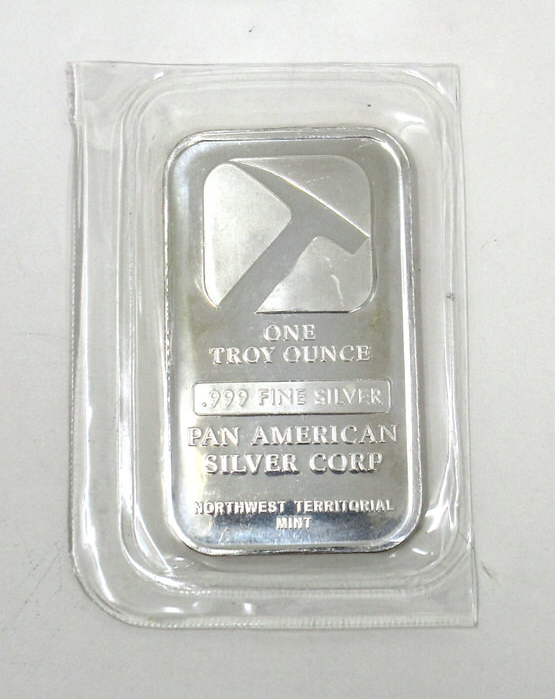 ONE
TROY OUNCE
.999 FINE SILVER
PAN AMERICAN
SILVER CORP
NORTHWEST TERRITORIAL
MINT